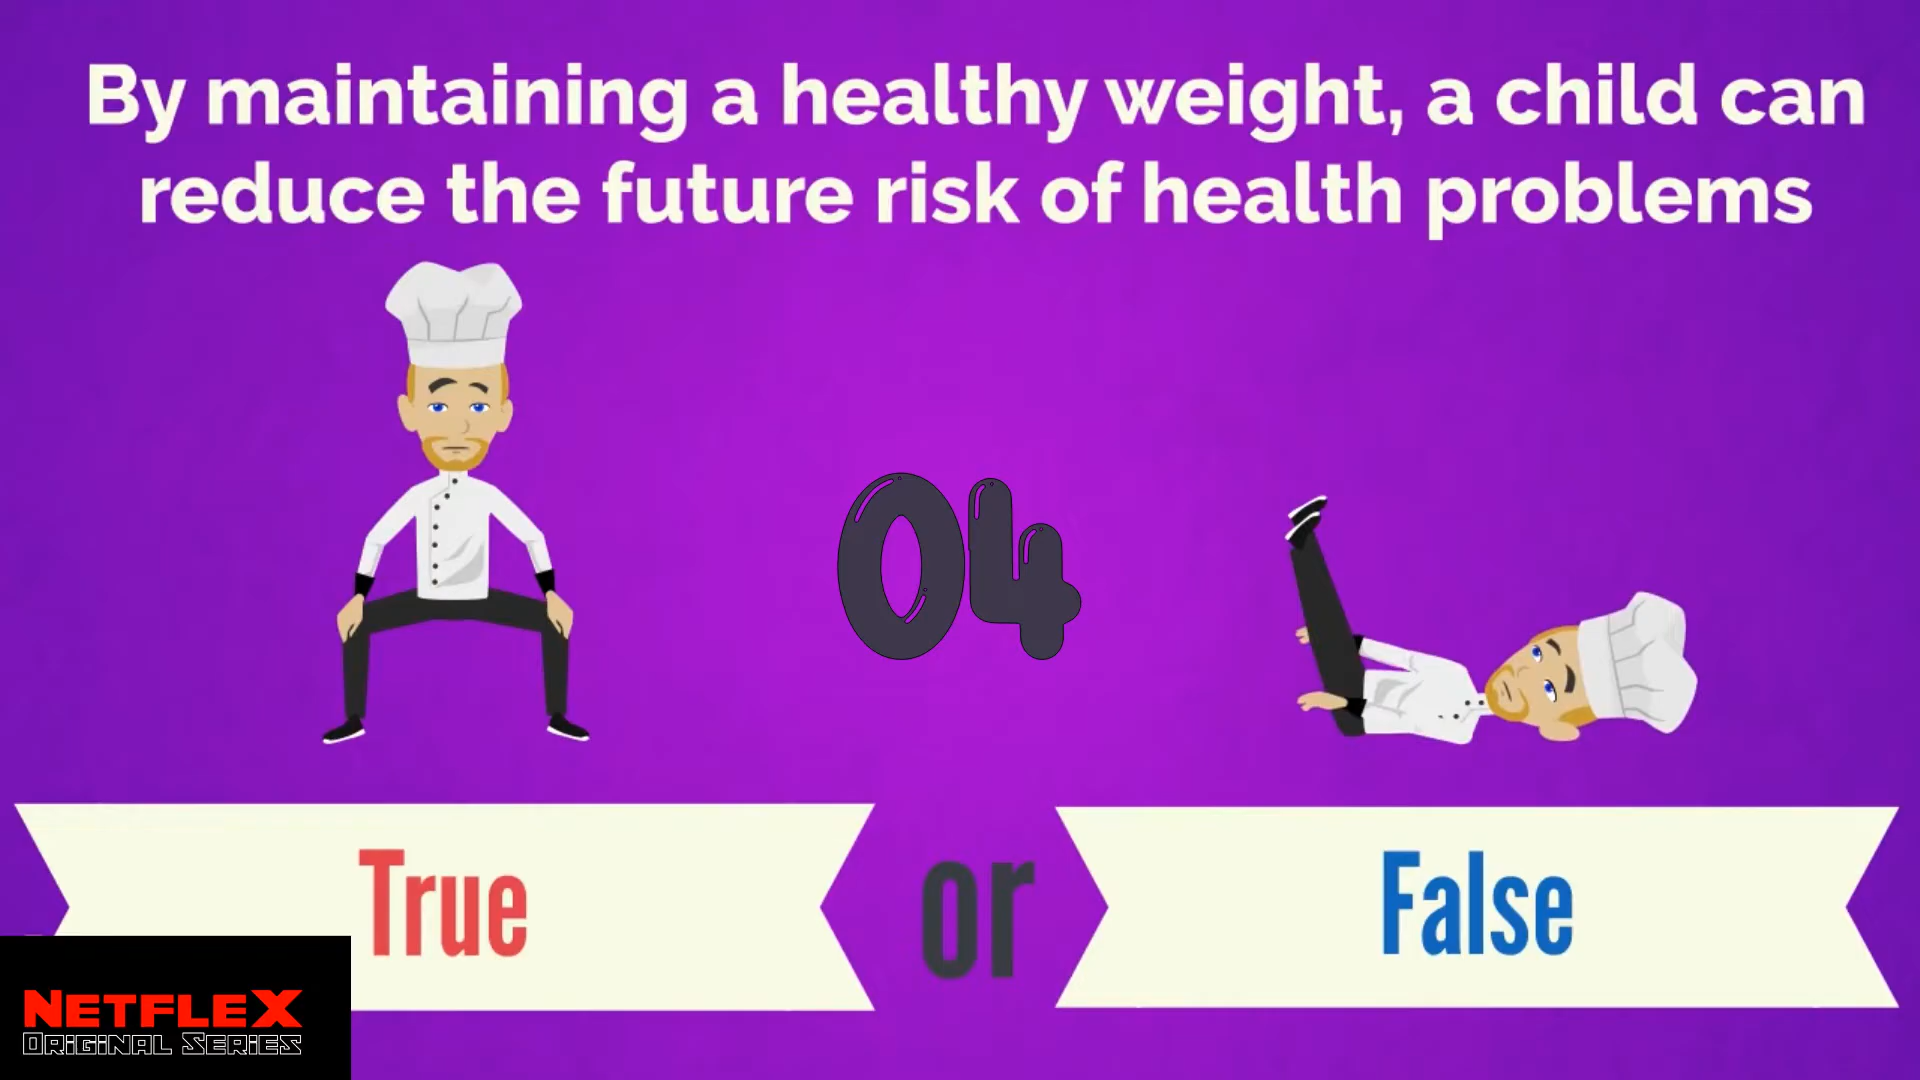 By maintaining a healthy weight, a child can
reduce the future risk of health problems
04
True or False
NETFLEX
ORIGINAL SERIES